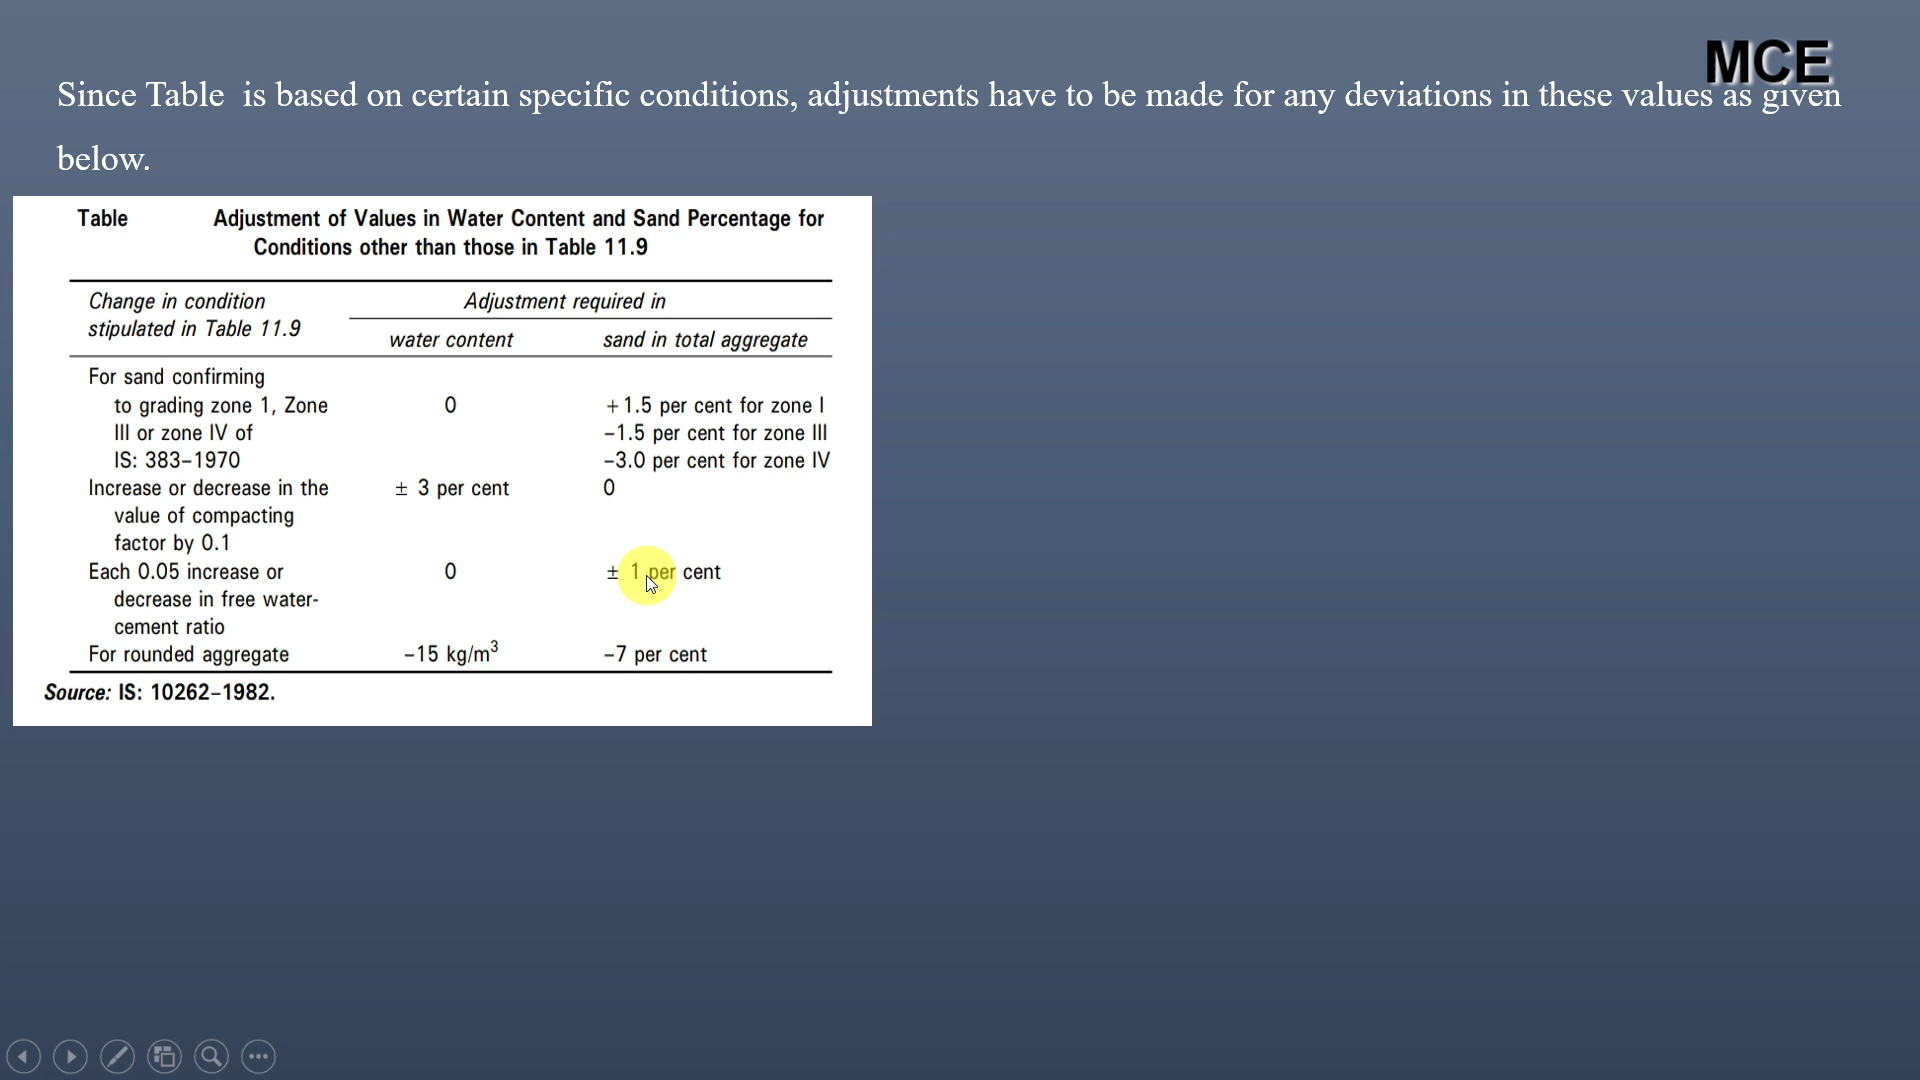 MCE
Since Table is based on certain specific conditions, adjustments have to be made for any deviations in these values as given
below.
Table Adjustment of Values in Water Content and Sand Percentage for
Conditions other than those in Table 11.9
Change in condition Adjustment required in
stipulated in Table 11.9
water content sand in total aggregate
For sand confirming
to grading zone 1, Zone 0 +1.5 per cent for zone I
III or zone IV of –1.5 per cent for zone III
IS: 383–1970 –3.0 per cent for zone IV
Increase or decrease in the ± 3 per cent 0
value of compacting
factor by 0.1
Each 0.05 increase or 0 ± 1 per cent
decrease in free water-
cement ratio
For rounded aggregate –15 kg/m³ –7 per cent
Source: IS: 10262–1982.